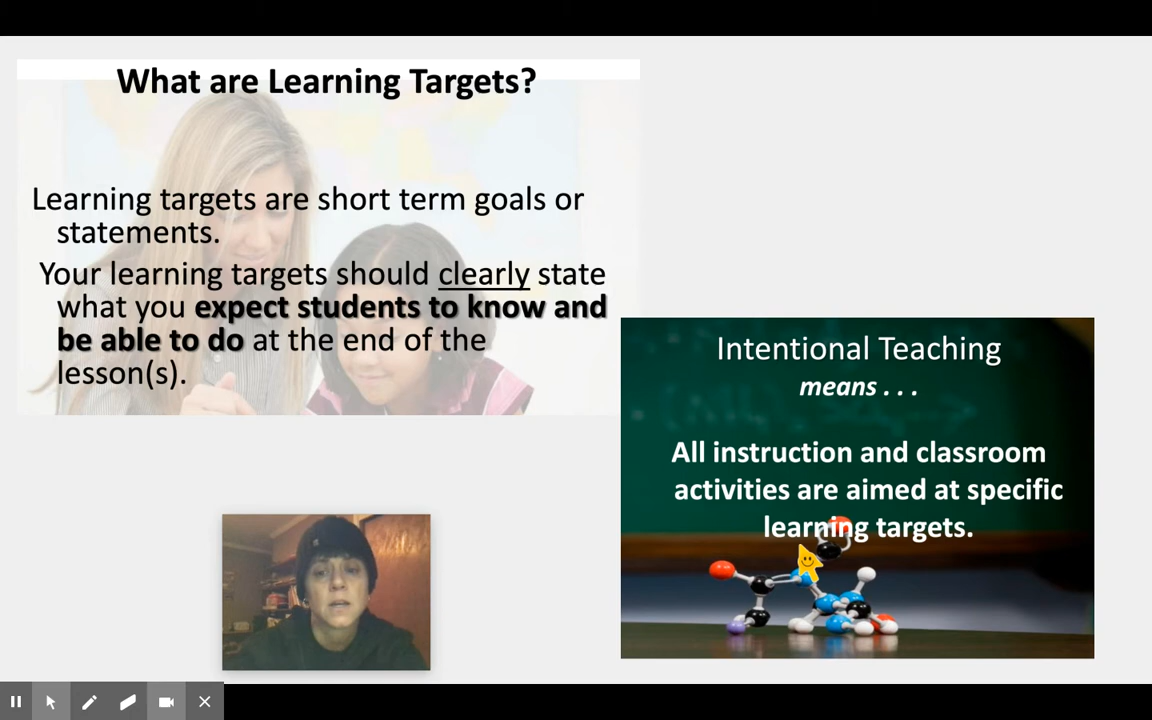 What are Learning Targets?
Learning targets are short term goals or
statements.
Your learning targets should clearly state
what you expect students to know and
be able to do at the end of the
lesson(s).
Intentional Teaching
means . . .
All instruction and classroom
activities are aimed at specific
learning targets.